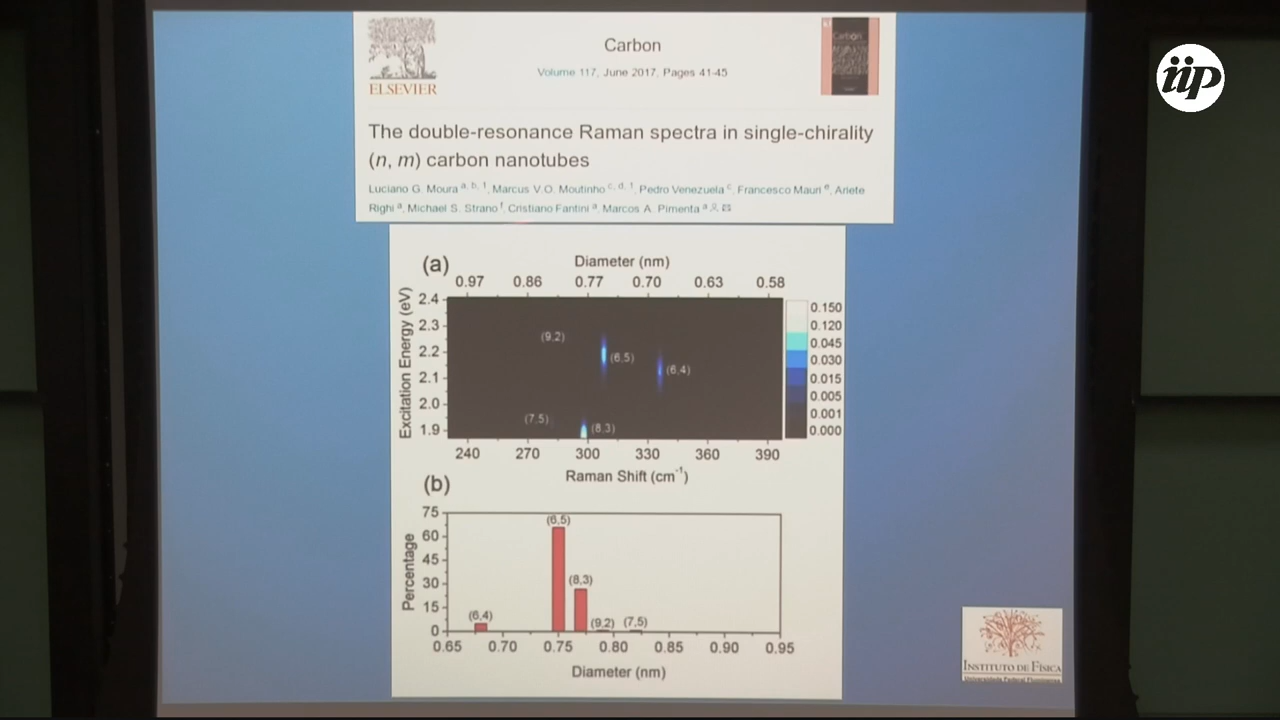 iip
ELSEVIER
Carbon
Volume 117, June 2017, Pages 41-45
The double-resonance Raman spectra in single-chirality
(n, m) carbon nanotubes
Luciano G. Moura a, b, 1, Marcus V.O. Moutinho c, d, 1, Pedro Venezuela c, Francesco Mauri e, Ariete
Righi a, Michael S. Strano f, Cristiano Fantini a, Marcos A. Pimenta a
(a)
Diameter (nm)
0.97 0.86 0.77 0.70 0.63 0.58
Excitation Energy (eV)
2.4
2.3
2.2
2.1
2.0
1.9
(9,2)
(6,5)
(6,4)
(7,5)
(8,3)
0.150
0.120
0.045
0.030
0.015
0.005
0.001
0.000
240 270 300 330 360 390
Raman Shift (cm-1)
(b)
Percentage
75
60
45
30
15
0
(6,4)
(6,5)
(8,3)
(9,2)
(7,5)
0.65 0.70 0.75 0.80 0.85 0.90 0.95
Diameter (nm)
INSTITUTO DE FÍSICA
Universidade Federal Fluminense